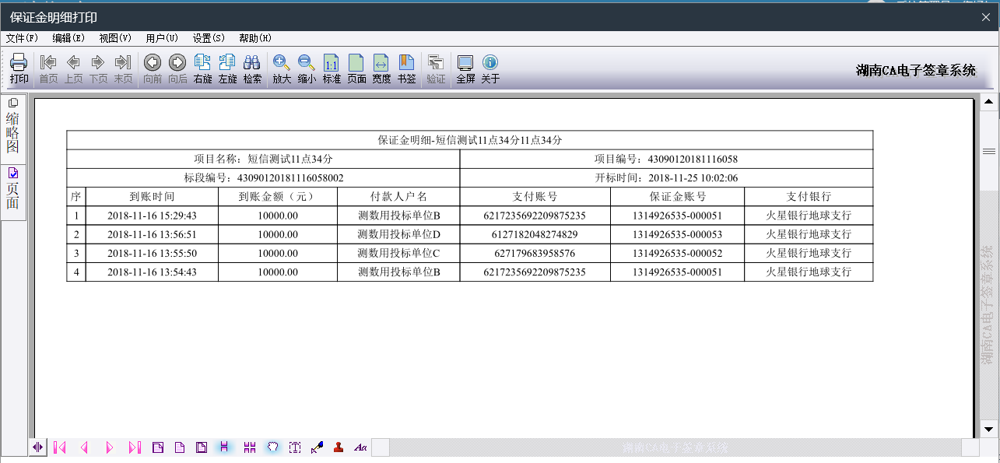 保证金明细打印
文件(F) 编辑(E) 视图(V) 用户(U) 设置(S) 帮助(H)
打印 首页 上页 下页 末页 向前 向后 右旋 左旋 检索 放大 缩小 标准 页面 宽度 书签 验证 全屏 关于
1:1
湖南CA电子签章系统
缩略图
页面
保证金明细-短信测试11点34分11点34分
项目名称：短信测试11点34分 项目编号：43090120181116058
标段编号：43090120181116058002 开标时间：2018-11-25 10:02:06
序 到账时间 到账金额（元） 付款人户名 支付账号 保证金账号 支付银行
1 2018-11-16 15:29:43 10000.00 测数用投标单位B 6217235692209875235 1314926535-000051 火星银行地球支行
2 2018-11-16 13:56:51 10000.00 测数用投标单位D 6127182048274829 1314926535-000053 火星银行地球支行
3 2018-11-16 13:55:50 10000.00 测数用投标单位C 627179683958576 1314926535-000052 火星银行地球支行
4 2018-11-16 13:54:43 10000.00 测数用投标单位B 6217235692209875235 1314926535-000051 火星银行地球支行
湖南CA电子签章系统
Aa
湖南CA电子签章系统